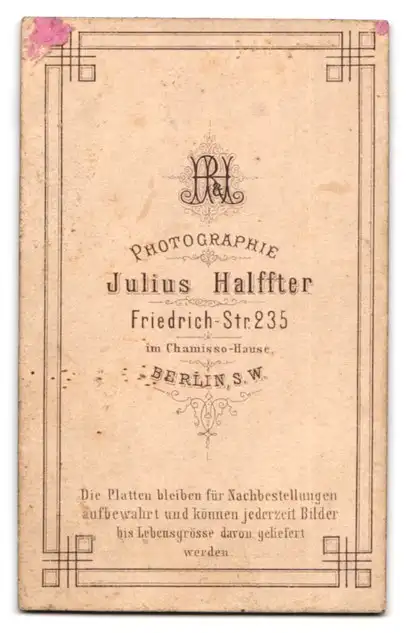 R&H
PHOTOGRAPHIE
Julius Halffter
Friedrich-Str. 235
im Chamisso-Hause,
BERLIN, S.W.
Die Platten bleiben für Nachbestellungen
aufbewahrt und können jederzeit Bilder
bis Lebensgrösse davon geliefert
werden